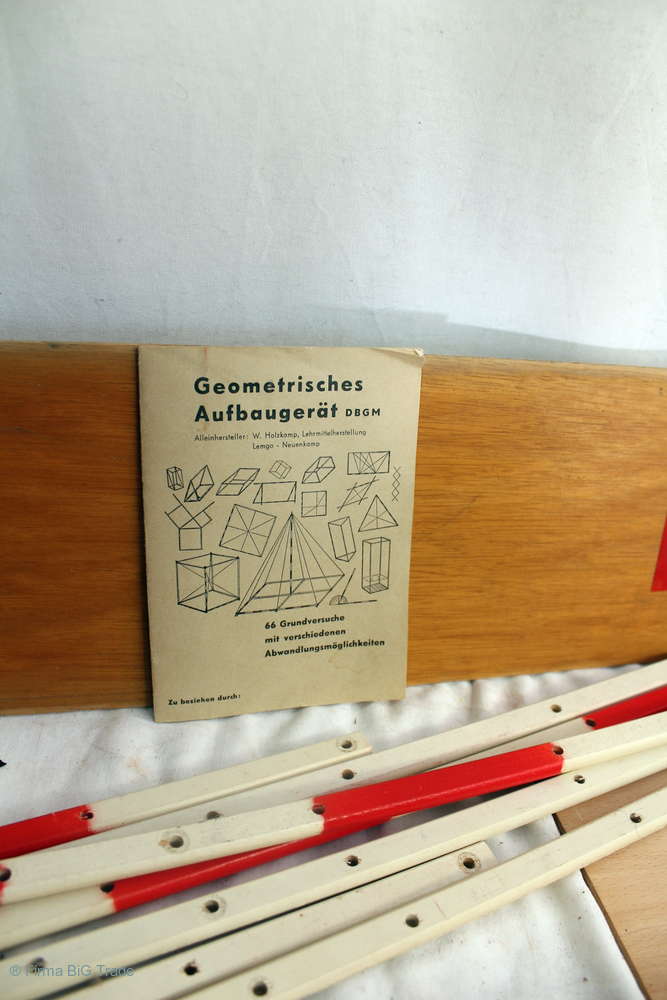 Geometrisches
Aufbaugerät DBGM
Alleinhersteller: W. Holzkamp, Lehrmittelherstellung
Lemgo - Neuenkamp
66 Grundversuche
mit verschiedenen
Abwandlungsmöglichkeiten
Zu beziehen durch:
® Firma BiG Trade